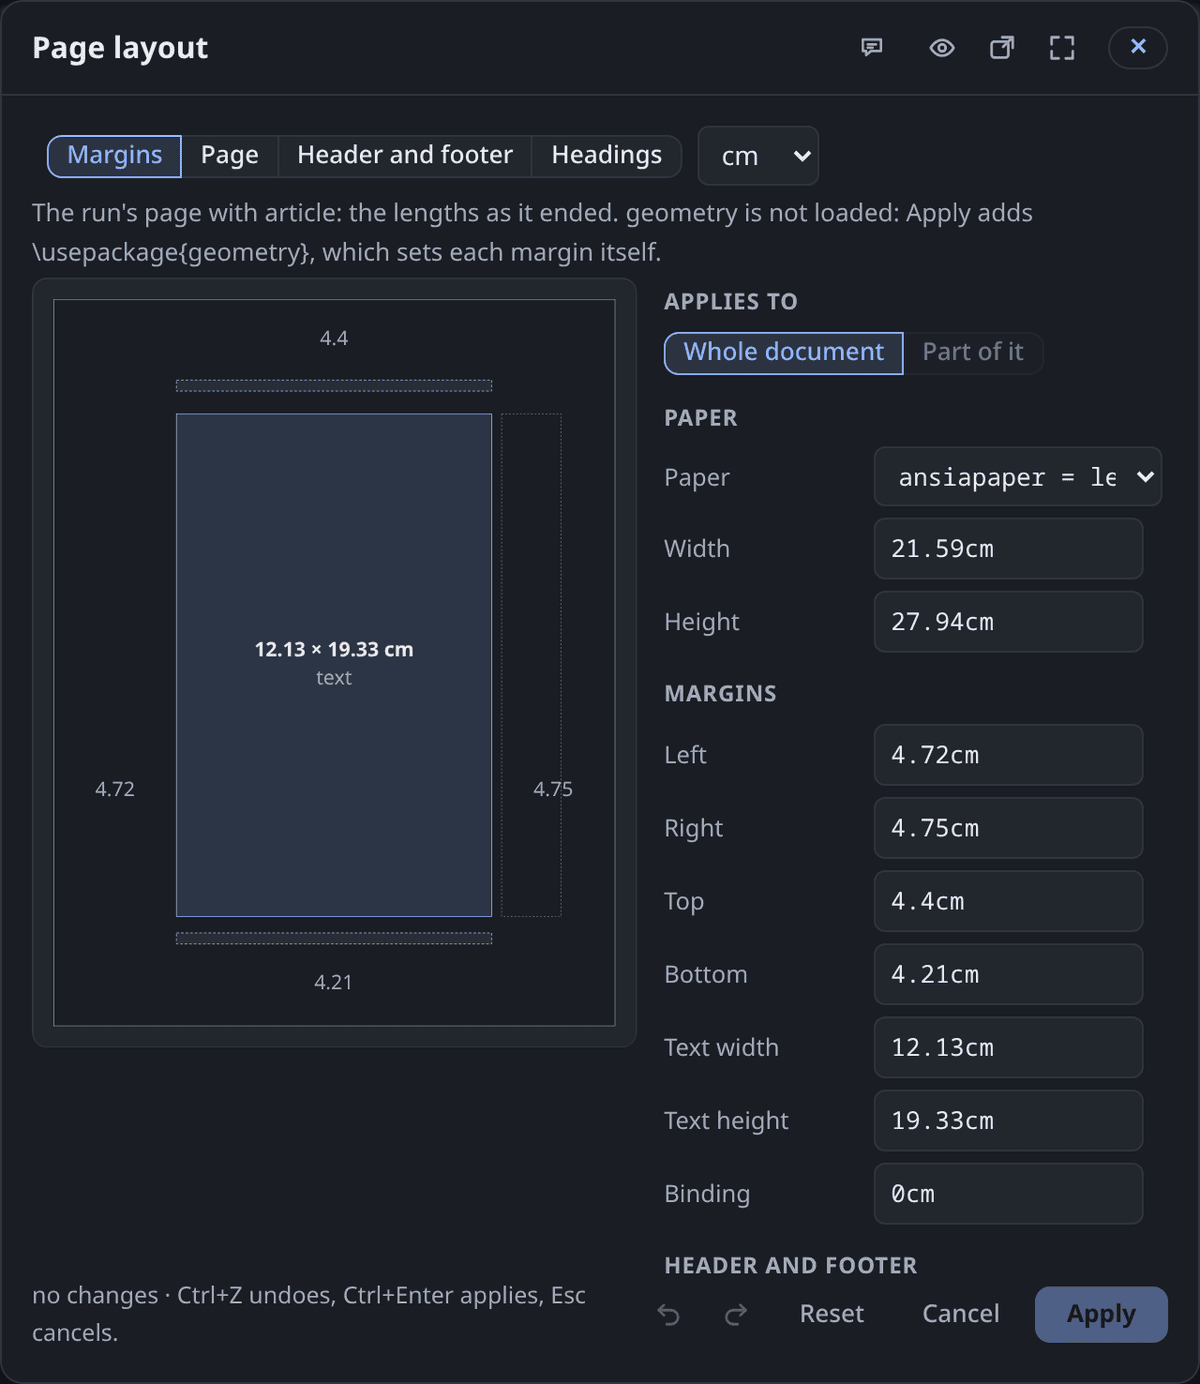 Page layout
Margins
Page
Header and footer
Headings
cm
The run's page with article: the lengths as it ended. geometry is not loaded: Apply adds
\usepackage{geometry}, which sets each margin itself.
4.4
12.13 × 19.33 cm
text
4.72
4.75
4.21
APPLIES TO
Whole document
Part of it
PAPER
Paper
ansiapaper = le
Width
21.59cm
Height
27.94cm
MARGINS
Left
4.72cm
Right
4.75cm
Top
4.4cm
Bottom
4.21cm
Text width
12.13cm
Text height
19.33cm
Binding
0cm
HEADER AND FOOTER
no changes · Ctrl+Z undoes, Ctrl+Enter applies, Esc
cancels.
Reset
Cancel
Apply